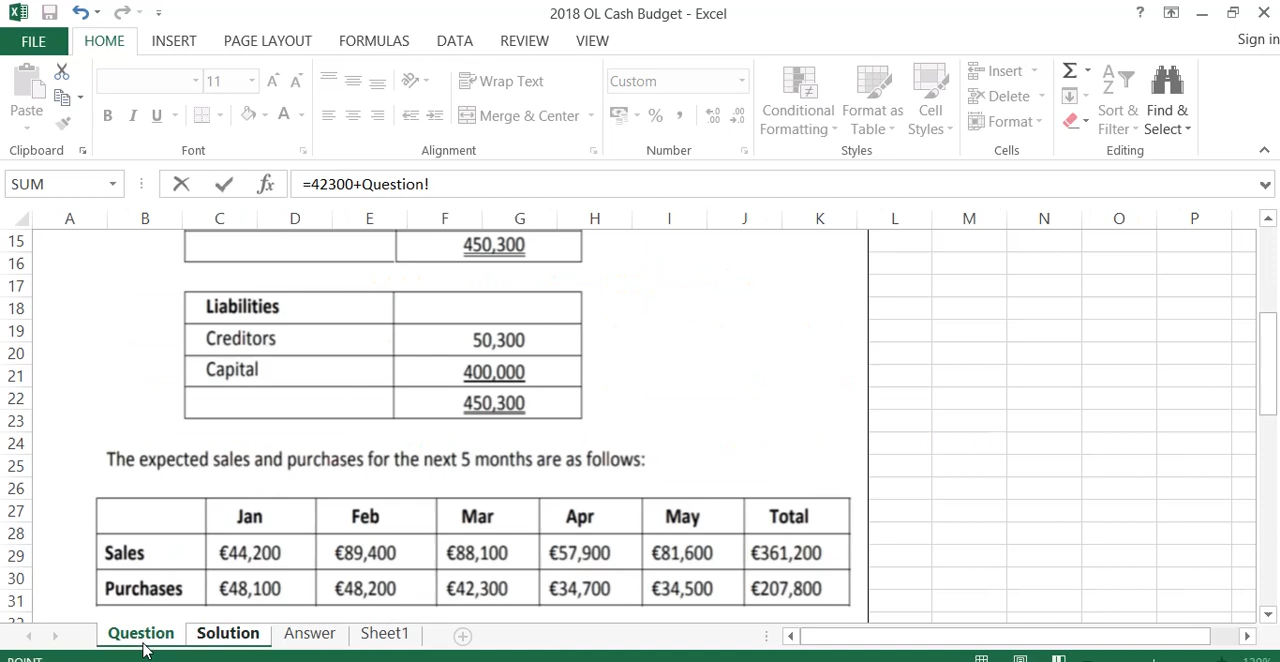 2018 OL Cash Budget - Excel
?
FILE HOME INSERT PAGE LAYOUT FORMULAS DATA REVIEW VIEW Sign in
Paste 11 A A Wrap Text Custom Insert Σ A Z
B I U A Merge & Center % , .00 Conditional Formatting Format as Table Cell Styles Delete Format Sort & Filter Find & Select
Clipboard Font Alignment Number Styles Cells Editing
SUM fx =42300+Question!
A B C D E F G H I J K L M N O P
15 450,300
16
17
18 Liabilities
19 Creditors 50,300
20
21 Capital 400,000
22 450,300
23
24
25 The expected sales and purchases for the next 5 months are as follows:
26
27 Jan Feb Mar Apr May Total
28
29 Sales €44,200 €89,400 €88,100 €57,900 €81,600 €361,200
30 Purchases €48,100 €48,200 €42,300 €34,700 €34,500 €207,800
31
Question Solution Answer Sheet1
POINT